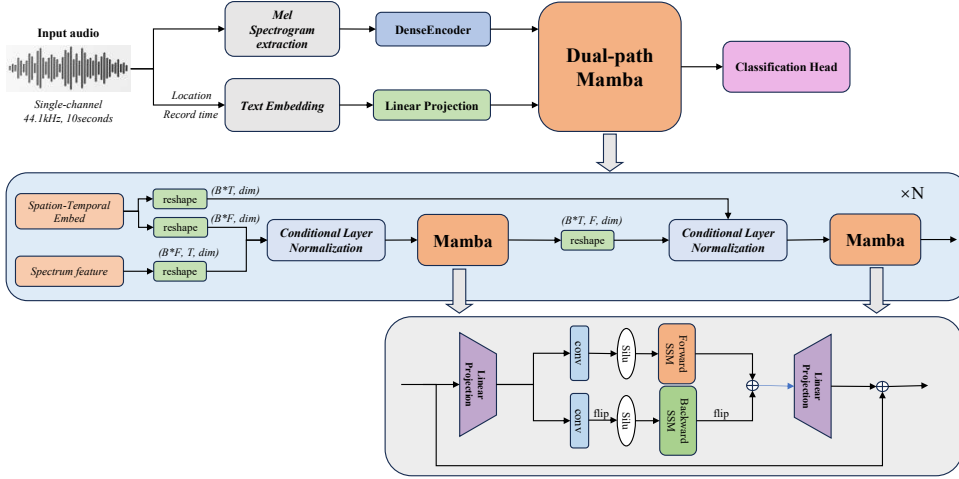 Input audio
Single-channel
44.1kHz, 10seconds
Location
Record time
Mel
Spectrogram
extraction
Text Embedding
DenseEncoder
Linear Projection
Dual-path
Mamba
Classification Head
×N
Spation-Temporal
Embed
Spectrum feature
reshape
(B*T, dim)
reshape
(B*F, dim)
reshape
(B*F, T, dim)
Conditional Layer
Normalization
Mamba
(B*T, F, dim)
reshape
Conditional Layer
Normalization
Mamba
Linear
Projection
conv
Silu
Forward
SSM
conv
flip
Silu
Backward
SSM
flip
Linear
Projection